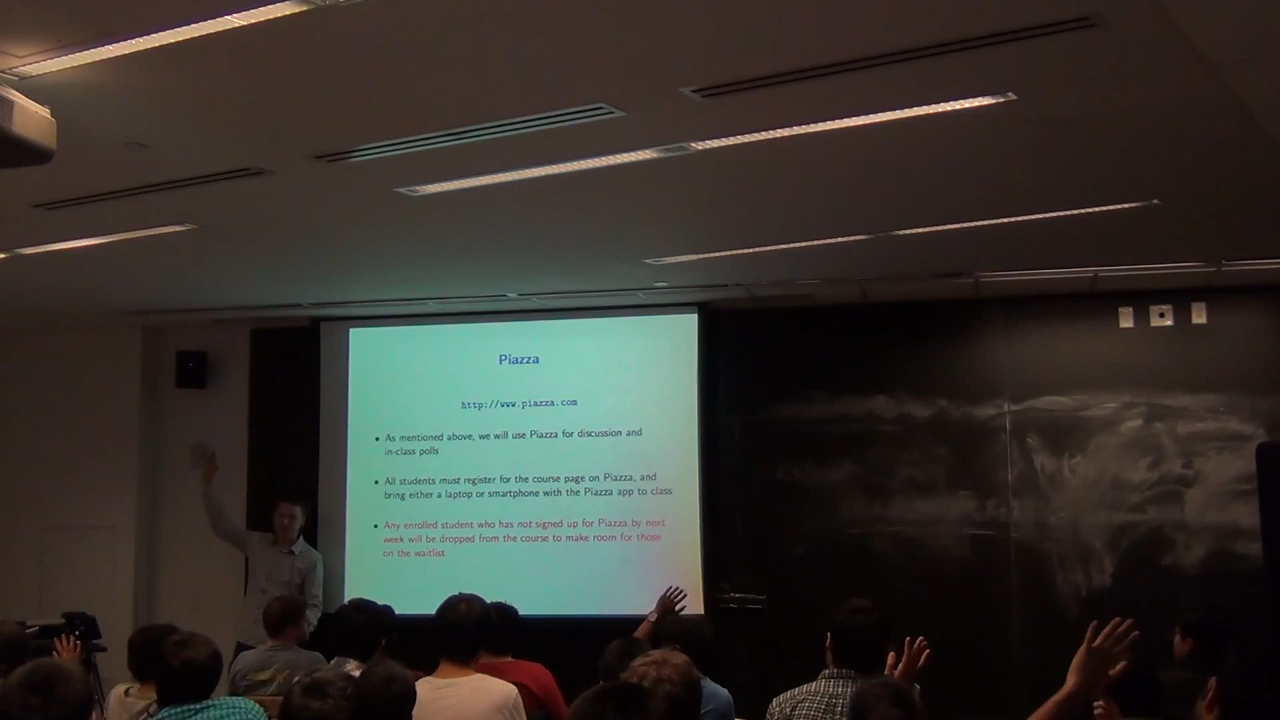 Piazza
http://www.piazza.com
• As mentioned above, we will use Piazza for discussion and
in-class polls
• All students must register for the course page on Piazza, and
bring either a laptop or smartphone with the Piazza app to class
• Any enrolled student who has not signed up for Piazza by next
week will be dropped from the course to make room for those
on the waitlist